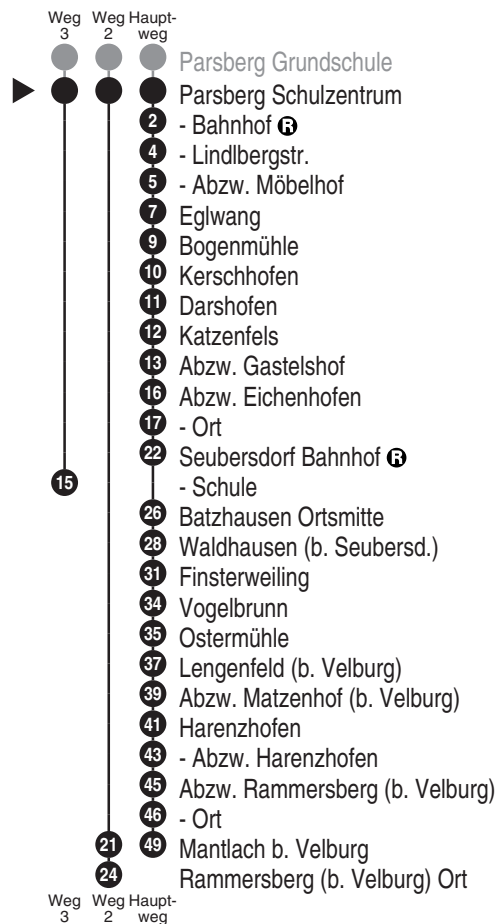 Weg Weg Haupt-
3 2 weg
Parsberg Grundschule
Parsberg Schulzentrum
2 - Bahnhof R
4 - Lindlbergstr.
5 - Abzw. Möbelhof
7 Eglwang
9 Bogenmühle
10 Kerschhofen
11 Darshofen
12 Katzenfels
13 Abzw. Gastelshof
16 Abzw. Eichenhofen
17 - Ort
22 Seubersdorf Bahnhof R
15 - Schule
26 Batzhausen Ortsmitte
28 Waldhausen (b. Seubersd.)
31 Finsterweiling
34 Vogelbrunn
35 Ostermühle
37 Lengenfeld (b. Velburg)
39 Abzw. Matzenhof (b. Velburg)
41 Harenzhofen
43 - Abzw. Harenzhofen
45 Abzw. Rammersberg (b. Velburg)
46 - Ort
21 49 Mantlach b. Velburg
24 Rammersberg (b. Velburg) Ort
Weg Weg Haupt-
3 2 weg